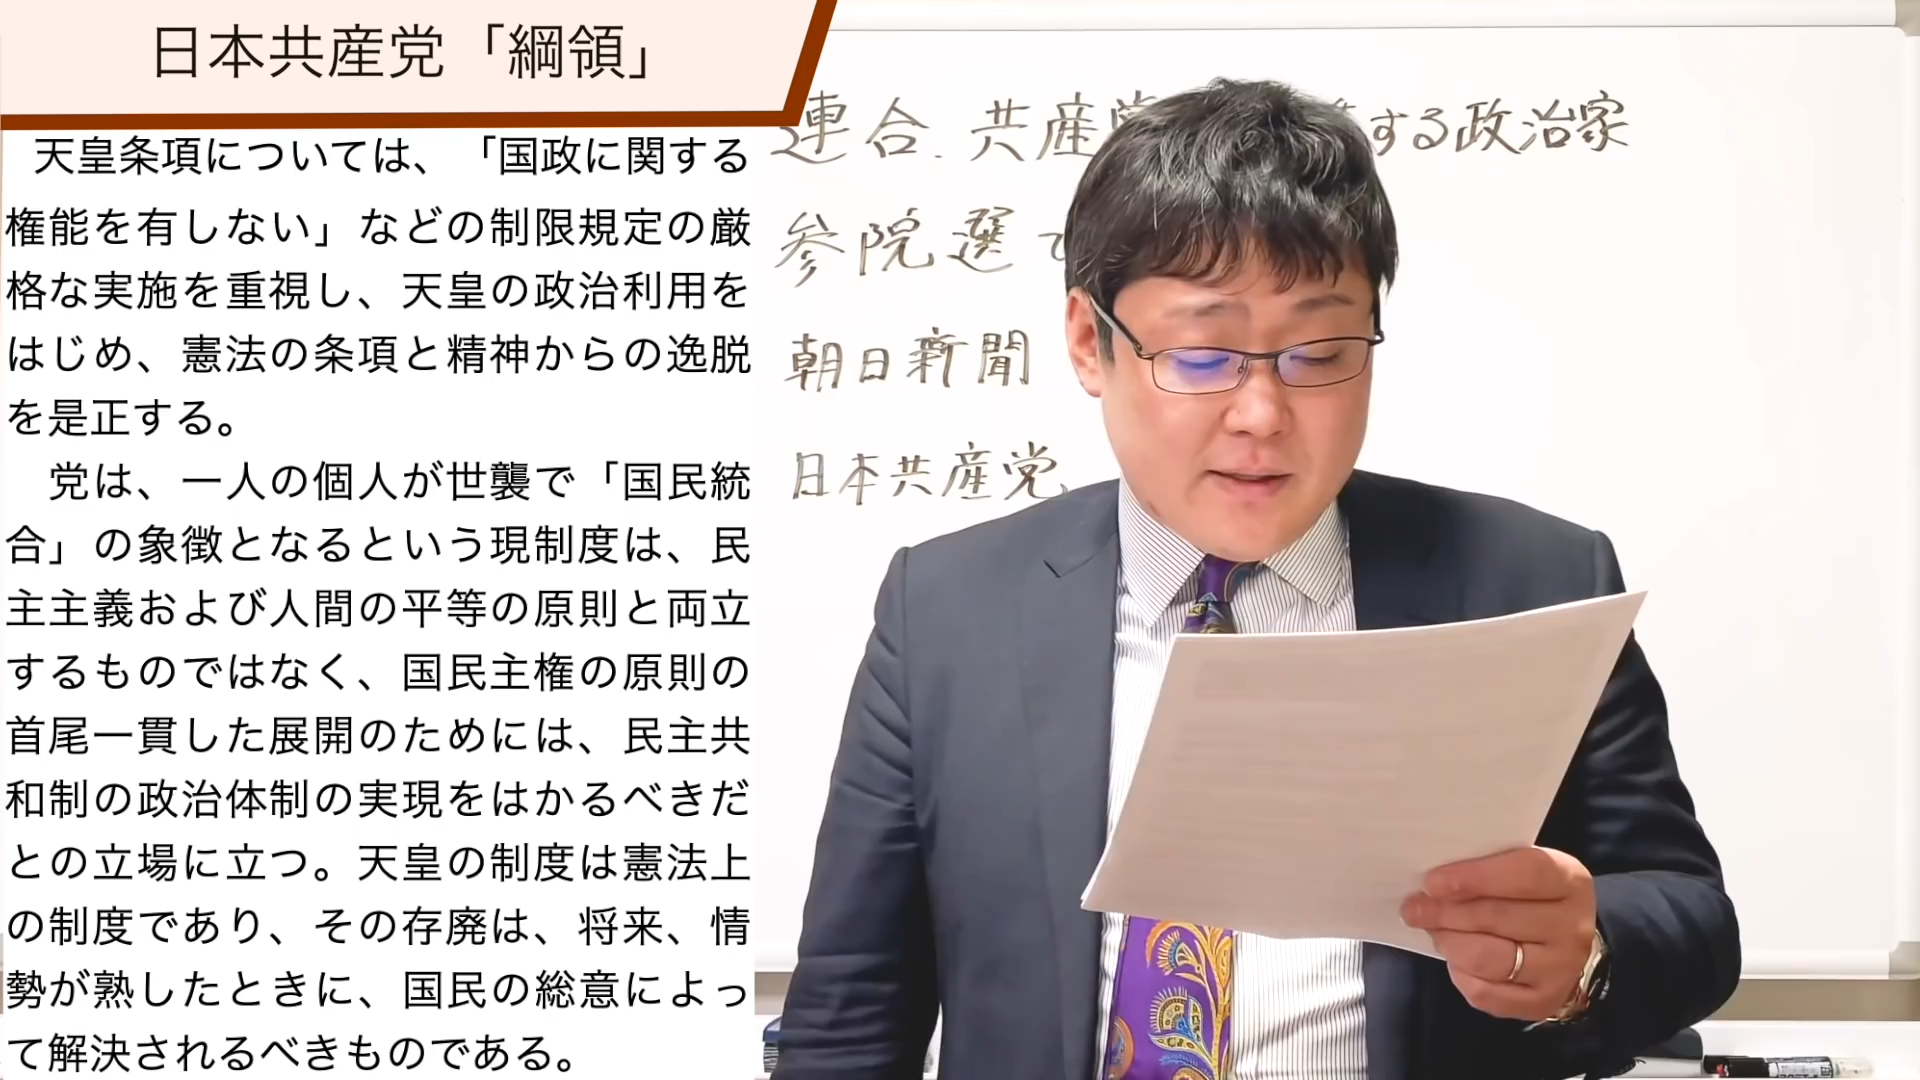 日本共産党「綱領」
天皇条項については、「国政に関する
権能を有しない」などの制限規定の厳
格な実施を重視し、天皇の政治利用を
はじめ、憲法の条項と精神からの逸脱
を是正する。
党は、一人の個人が世襲で「国民統
合」の象徴となるという現制度は、民
主主義および人間の平等の原則と両立
するものではなく、国民主権の原則の
首尾一貫した展開のためには、民主共
和制の政治体制の実現をはかるべきだ
との立場に立つ。天皇の制度は憲法上
の制度であり、その存廃は、将来、情
勢が熟したときに、国民の総意によっ
て解決されるべきものである。
連合、共産党 する政治家
参院選で
朝日新聞
日本共産党